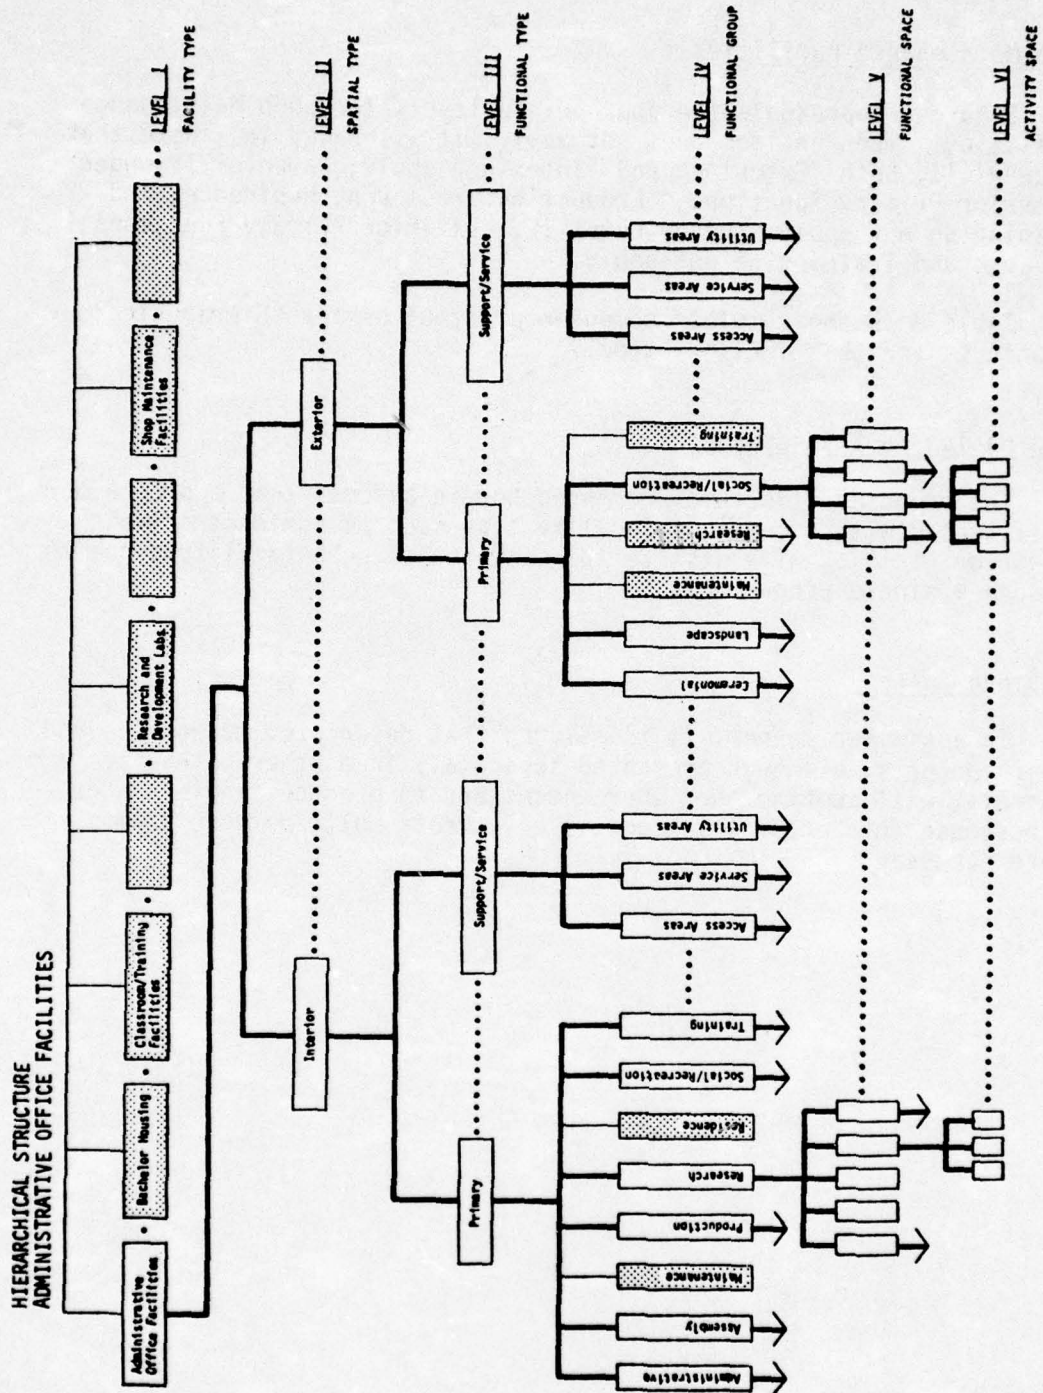 HIERARCHICAL STRUCTURE
ADMINISTRATIVE OFFICE FACILITIES
Administrative
Office Facilities
Bachelor Housing
Classroom/Training
Facilities
Research and
Development Labs
Shop Maintenance
Facilities
LEVEL I
FACILITY TYPE
Interior
Exterior
LEVEL II
SPATIAL TYPE
Primary
Support/Service
Primary
Support/Service
LEVEL III
FUNCTIONAL TYPE
Administrative
Assembly
Maintenance
Production
Research
Residence
Social/Recreation
Training
Access Areas
Service Areas
Utility Areas
Ceremonial
Landscape
Maintenance
Research
Social/Recreation
Training
Access Areas
Service Areas
Utility Areas
LEVEL IV
FUNCTIONAL GROUP
LEVEL V
FUNCTIONAL SPACE
LEVEL VI
ACTIVITY SPACE